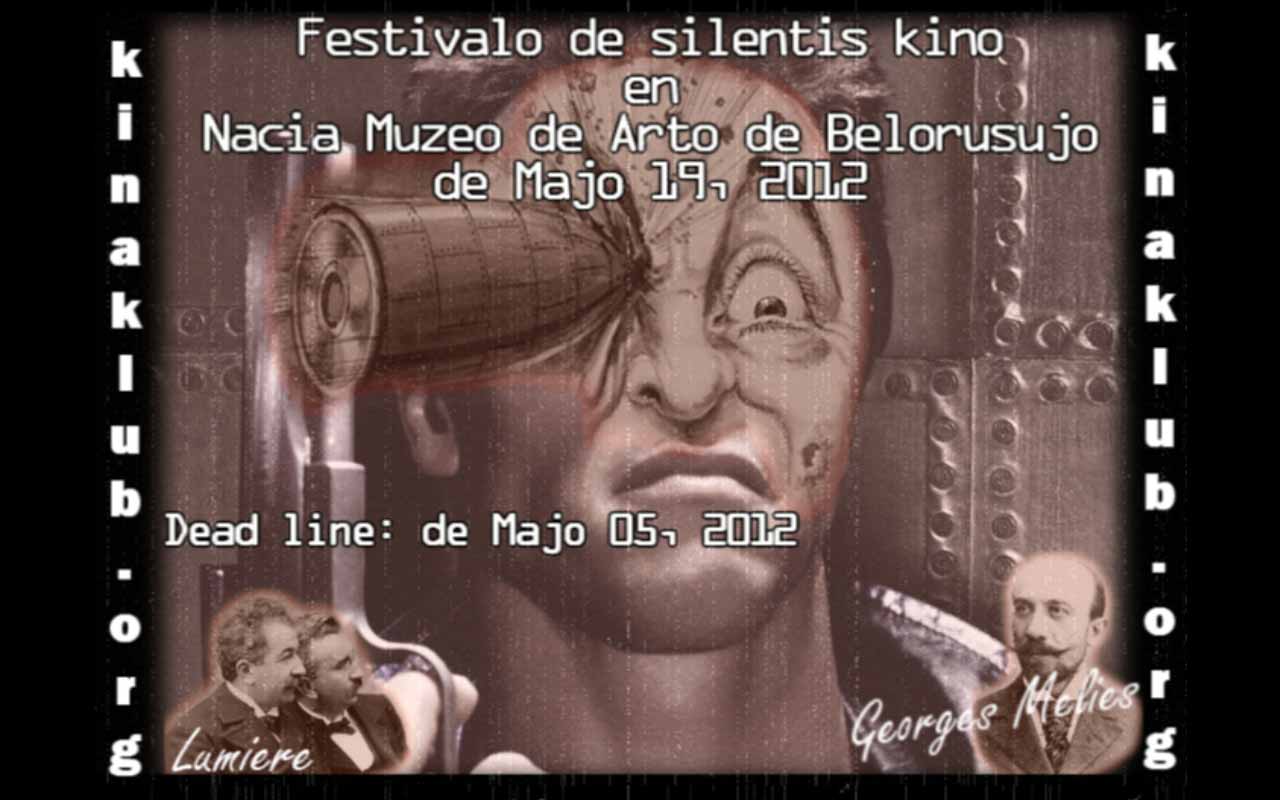 Festivalo de silentis kino
en
Nacia Muzeo de Arto de Belorusujo
de Majo 19, 2012
Dead line: de Majo 05, 2012
Lumiere
Georges Melies
kinaklub.org
kinaklub.org